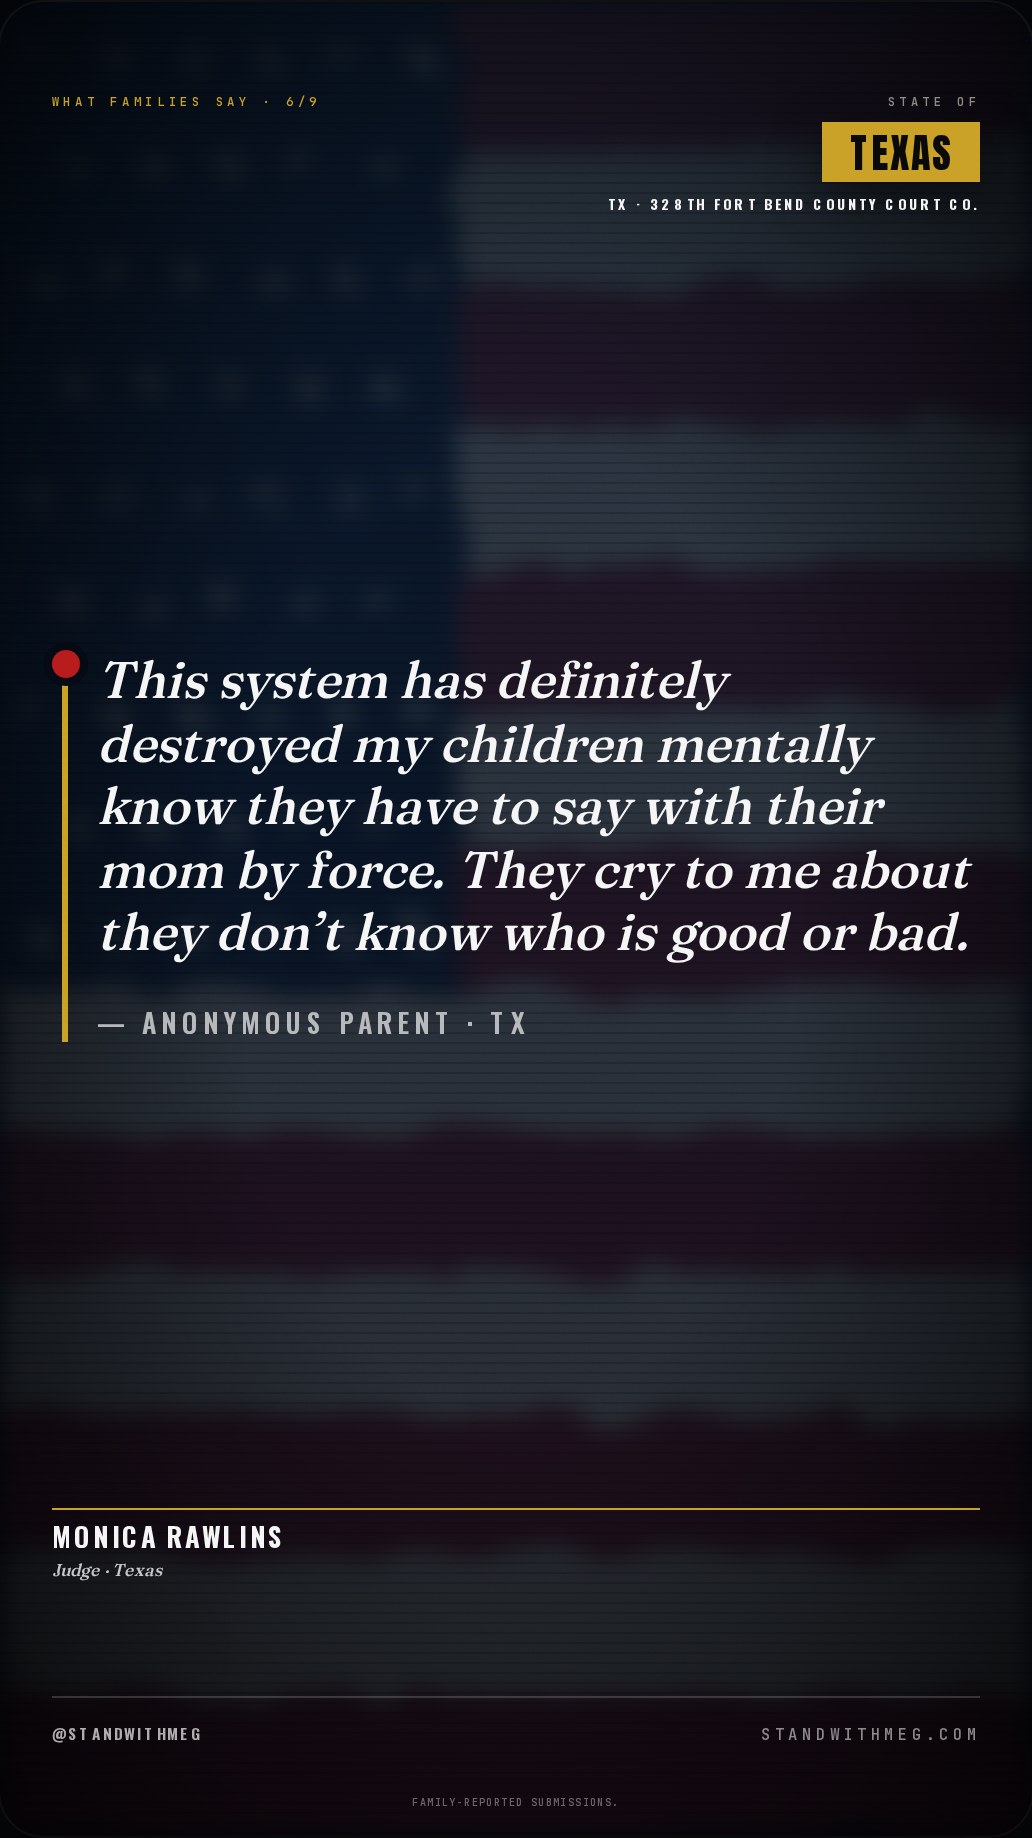 WHAT FAMILIES SAY · 6/9
STATE OF
TEXAS
TX · 328TH FORT BEND COUNTY COURT CO.
This system has definitely
destroyed my children mentally
know they have to say with their
mom by force. They cry to me about
they don’t know who is good or bad.
— ANONYMOUS PARENT · TX
MONICA RAWLINS
Judge · Texas
@STANDWITHMEG
STANDWITHMEG.COM
FAMILY-REPORTED SUBMISSIONS.